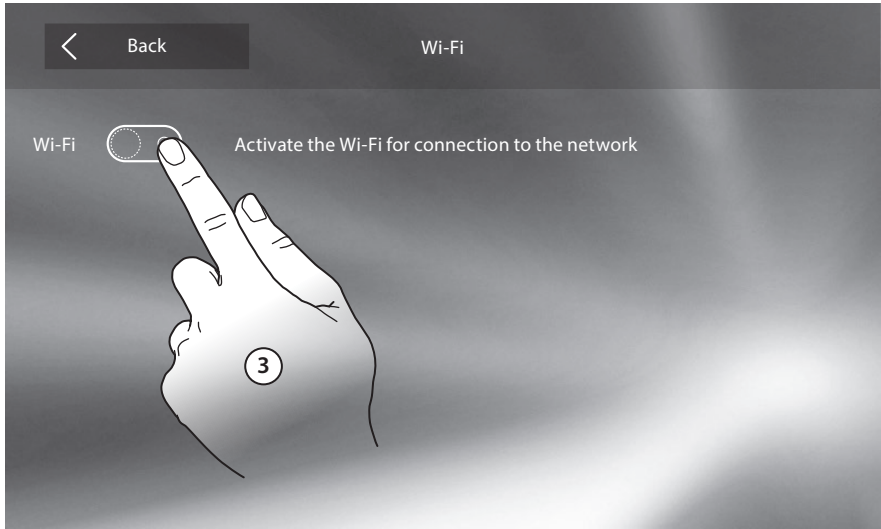 Back
Wi-Fi
Wi-Fi
Activate the Wi-Fi for connection to the network
3